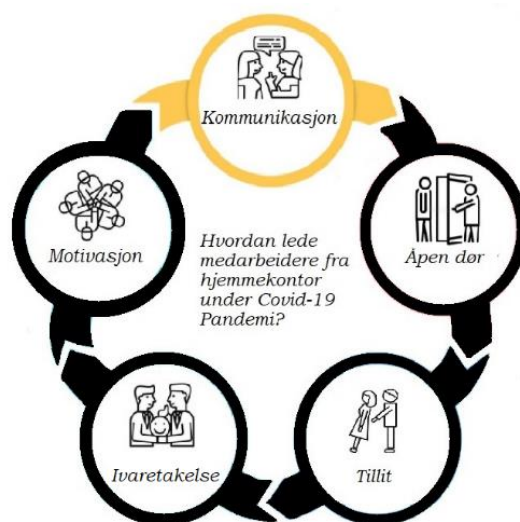 Kommunikasjon
Åpen dør
Tillit
Ivaretakelse
Motivasjon
Hvordan lede
medarbeidere fra
hjemmekontor
under Covid-19
Pandemi?